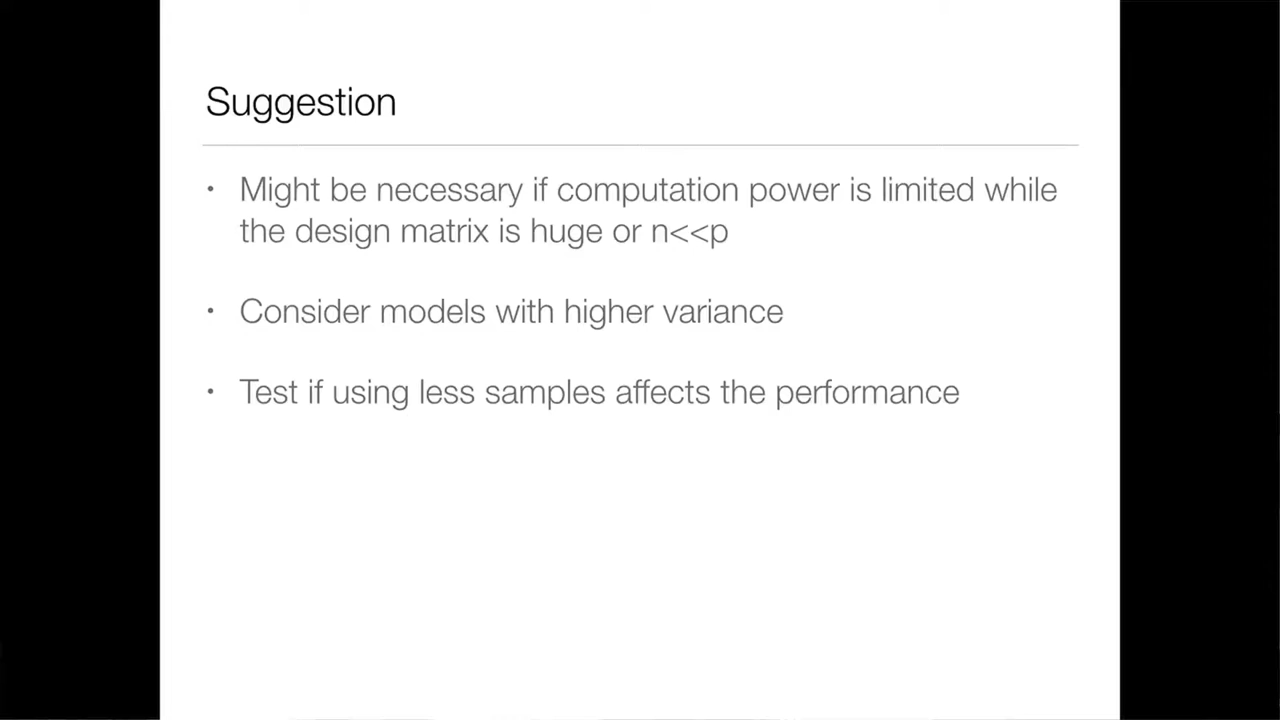 Suggestion
• Might be necessary if computation power is limited while
the design matrix is huge or n<<p
• Consider models with higher variance
• Test if using less samples affects the performance